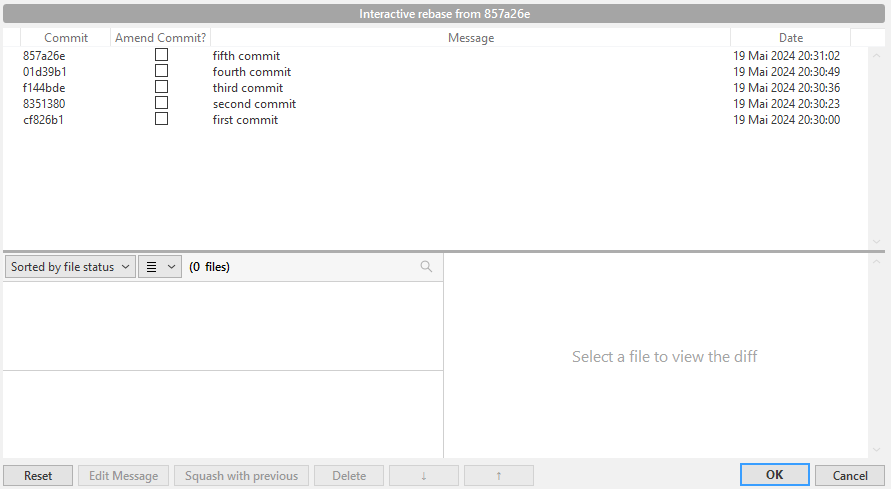 Interactive rebase from 857a26e
Commit Amend Commit? Message Date
857a26e fifth commit 19 Mai 2024 20:31:02
01d39b1 fourth commit 19 Mai 2024 20:30:49
f144bde third commit 19 Mai 2024 20:30:36
8351380 second commit 19 Mai 2024 20:30:23
cf826b1 first commit 19 Mai 2024 20:30:00
Sorted by file status (0 files)
Select a file to view the diff
Reset Edit Message Squash with previous Delete ↓ ↑ OK Cancel